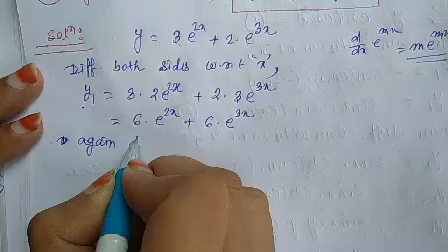 Solⁿ: y = 3e^{2x} + 2·e^{3x}
d/dx e^{mx} = me^{mx}
Diff both sides w.r.t 'x',
y₁ = 3·2e^{2x} + 2·3e^{3x}
= 6·e^{2x} + 6·e^{3x}
again